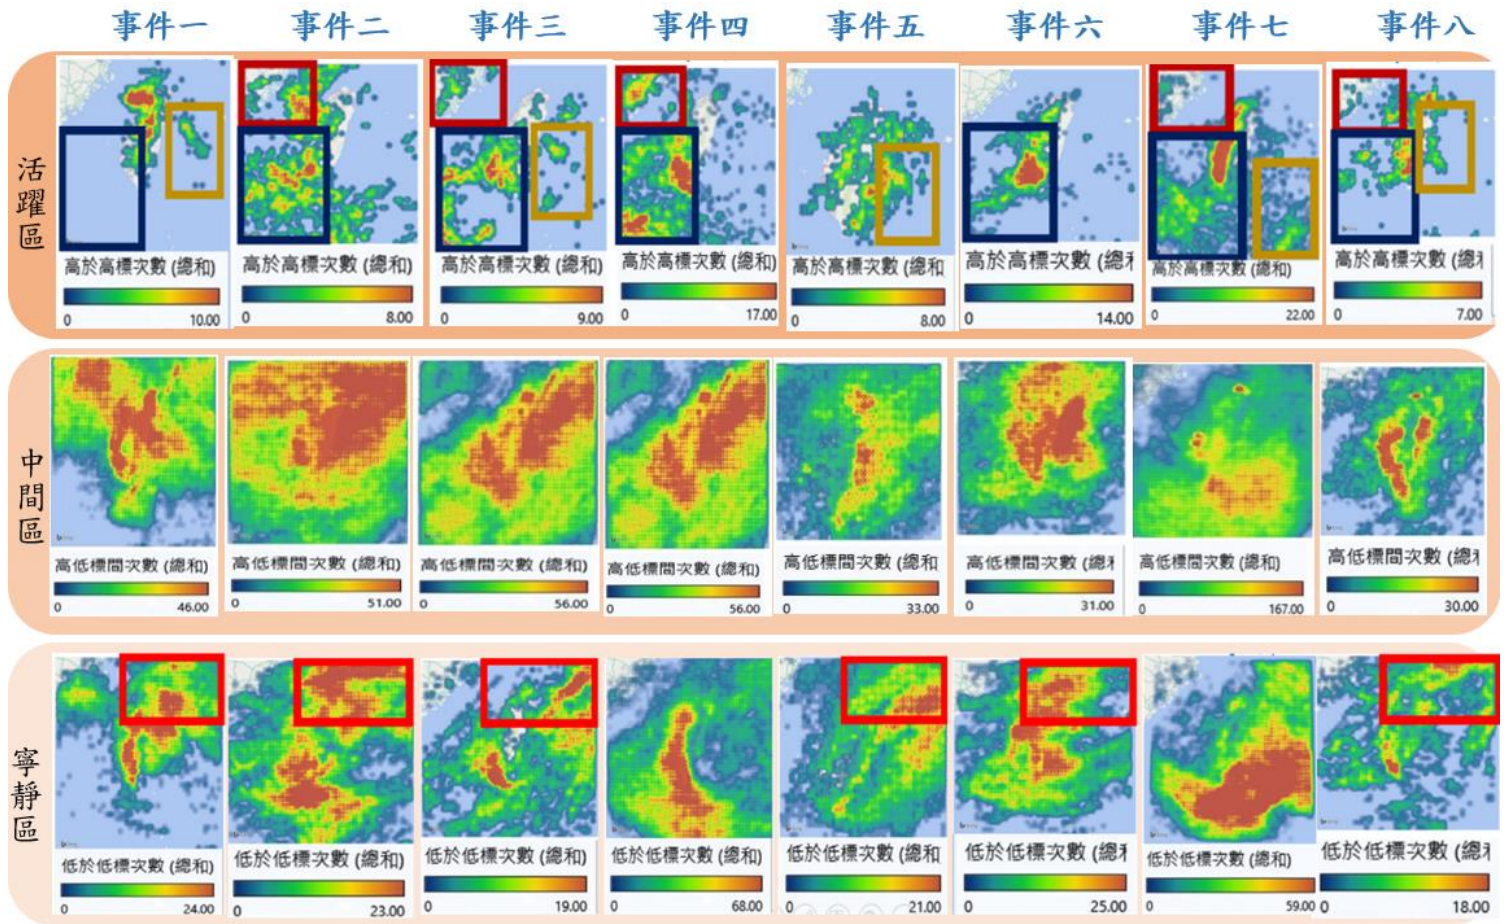 事件一 事件二 事件三 事件四 事件五 事件六 事件七 事件八
活躍區
高於高標次數 (總和) 高於高標次數 (總和) 高於高標次數 (總和) 高於高標次數 (總和) 高於高標次數 (總和 高於高標次數 (總 高於高標次數 (總和) 高於高標次數 (總
0 10.00 0 8.00 0 9.00 0 17.00 0 8.00 0 14.00 0 22.00 0 7.00
中間區
高低標間次數 (總和) 高低標間次數 (總和) 高低標間次數 (總和) 高低標間次數 (總和) 高低標間次數 (總和 高低標間次數 (總 高低標間次數 (總和) 高低標間次數 (總
0 46.00 0 51.00 0 56.00 0 56.00 0 33.00 0 31.00 0 167.00 0 30.00
寧靜區
低於低標次數 (總和) 低於低標次數 (總和) 低於低標次數 (總和) 低於低標次數 (總和) 低於低標次數 (總和 低於低標次數 (總 低於低標次數 (總和) 低於低標次數 (總
0 24.00 0 23.00 0 19.00 0 68.00 0 21.00 0 25.00 0 59.00 0 18.00